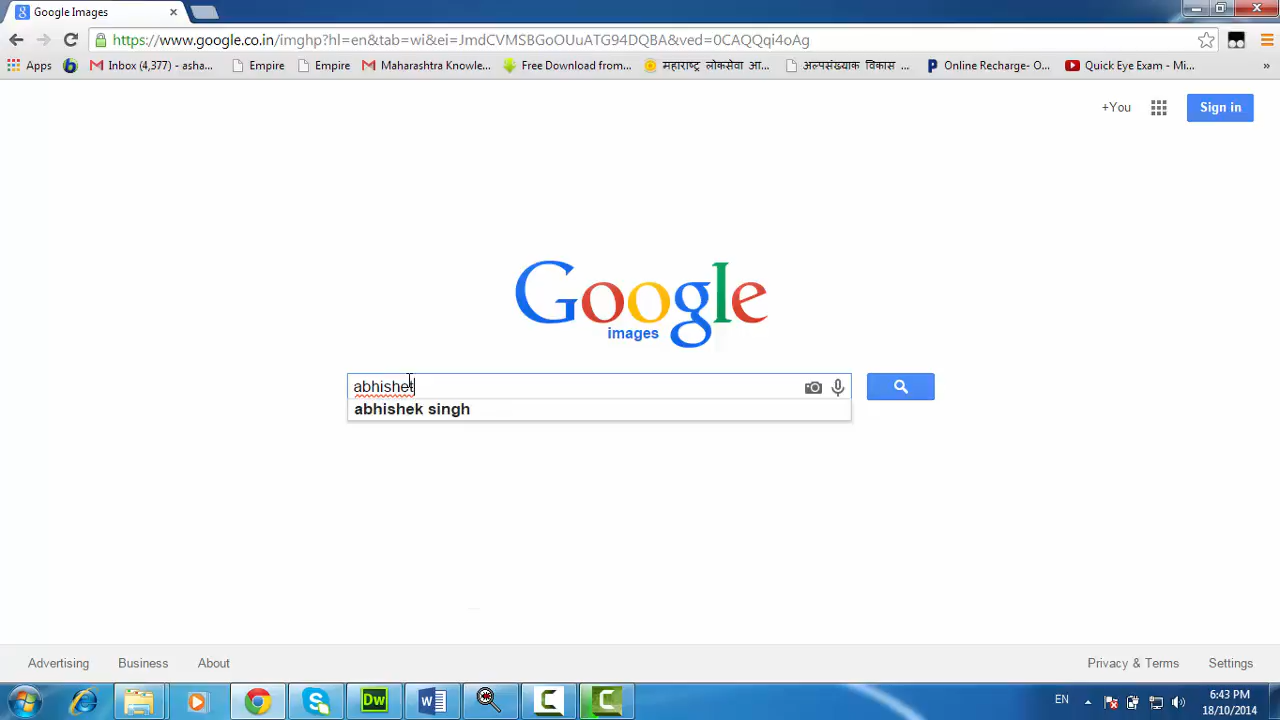 Google Images
https://www.google.co.in/imghp?hl=en&tab=wi&ei=JmtCVMSBGoOUuATG94DQBA&ved=0CAQQqi4oAg
Apps Inbox (4,377) - asha... Empire Empire Maharashtra Knowle... Free Download from... महाराष्ट्र लोकसेवा आ... अल्पसंख्याक विकास ... Online Recharge- O... Quick Eye Exam - Mi... »
+You Sign in
Google
images
abhishet
abhishek singh
Advertising Business About Privacy & Terms Settings
Dw W C C EN 6:43 PM
18/10/2014